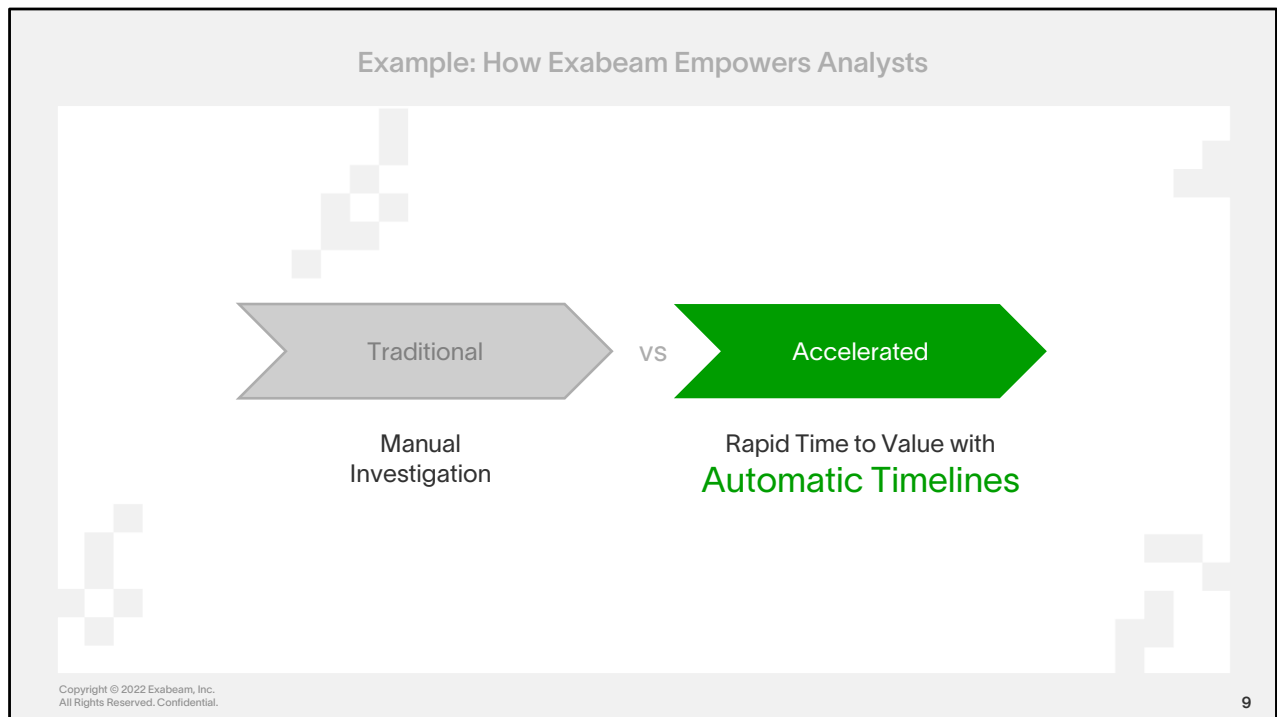 Example: How Exabeam Empowers Analysts
Traditional
vs
Accelerated
Manual
Investigation
Rapid Time to Value with
Automatic Timelines
Copyright © 2022 Exabeam, Inc.
All Rights Reserved. Confidential.
9